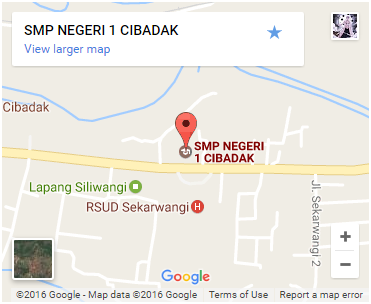 SMP NEGERI 1 CIBADAK
View larger map
Cibadak
SMP NEGERI
1 CIBADAK
Lapang Siliwangi
RSUD Sekarwangi
H
Jl. Sekarwangi 2
+
−
Google
©2016 Google - Map data ©2016 Google Terms of Use Report a map error